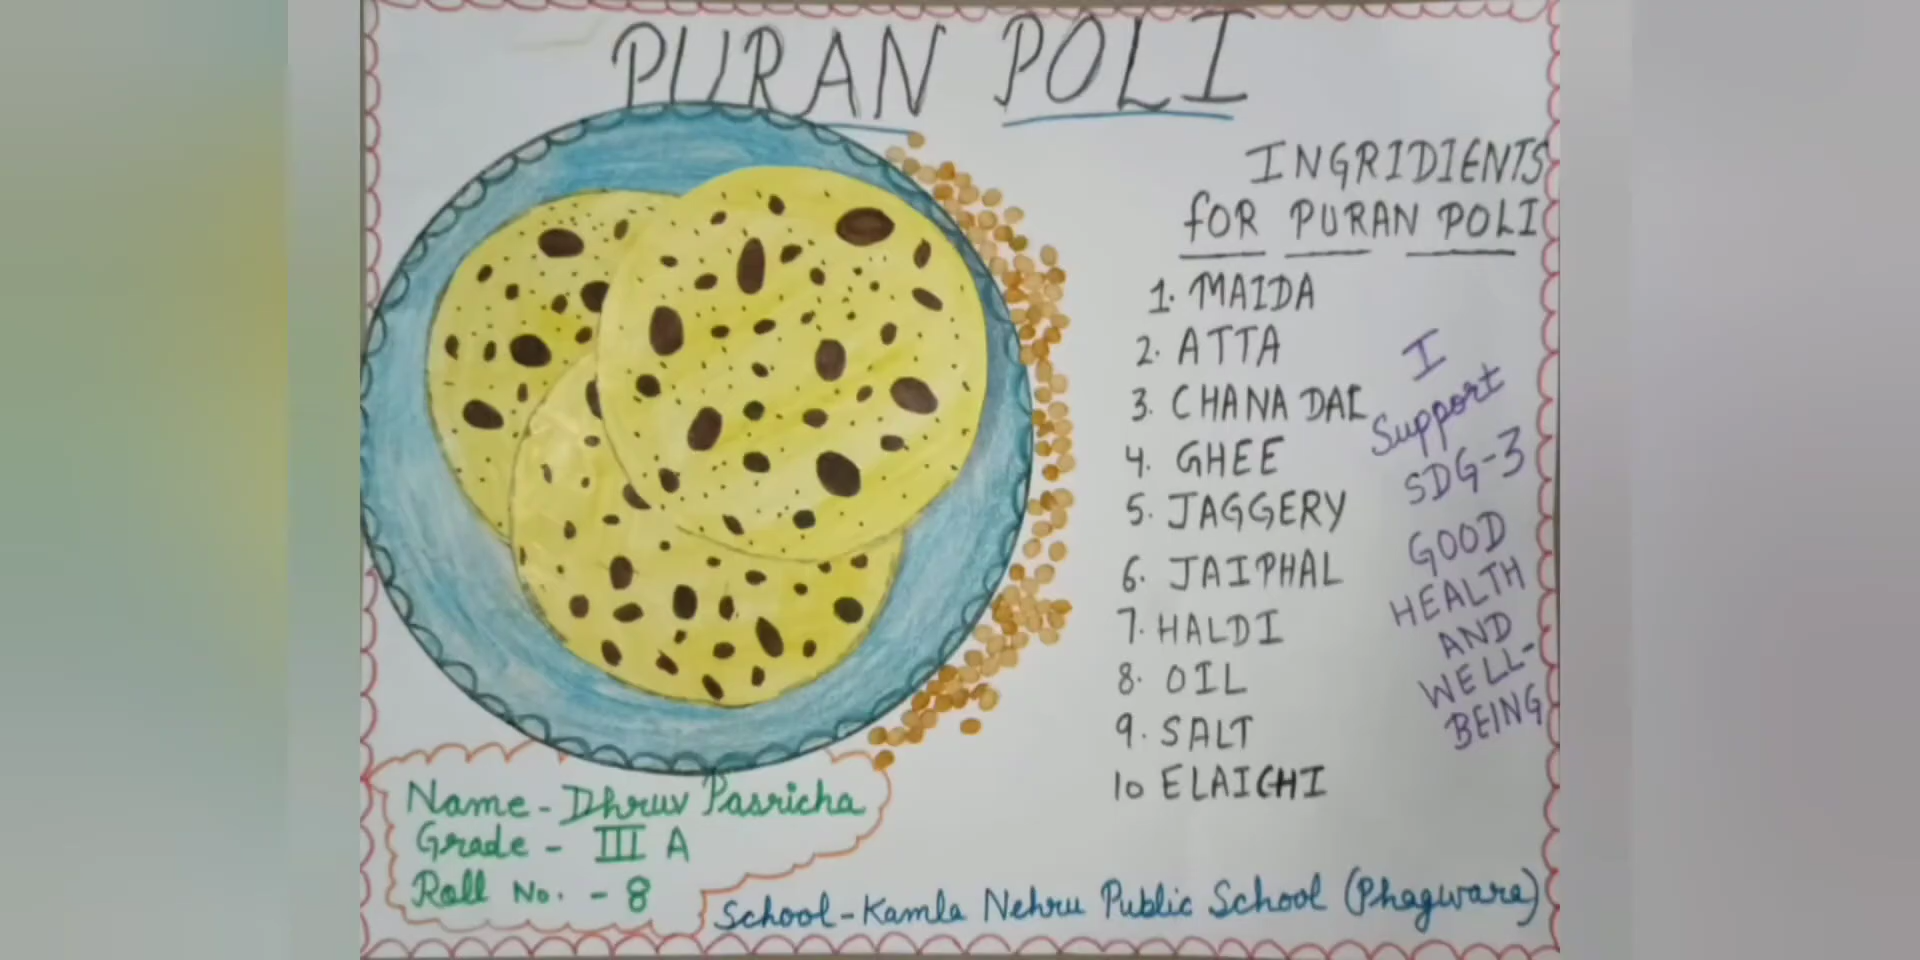 PURAN POLI
INGRIDIENTS
fOR PURAN POLI
1. MAIDA
2. ATTA
3. CHANA DAL
4. GHEE
5. JAGGERY
6. JAIPHAL
7. HALDI
8. OIL
9. SALT
10 ELAICHI
I
Support
SDG-3
GOOD
HEALTH
AND
WELL-
BEING
Name - Dhruv Pasricha
Grade - III A
Roll No. - 8
School - Kamla Nehru Public School (Phagwara)